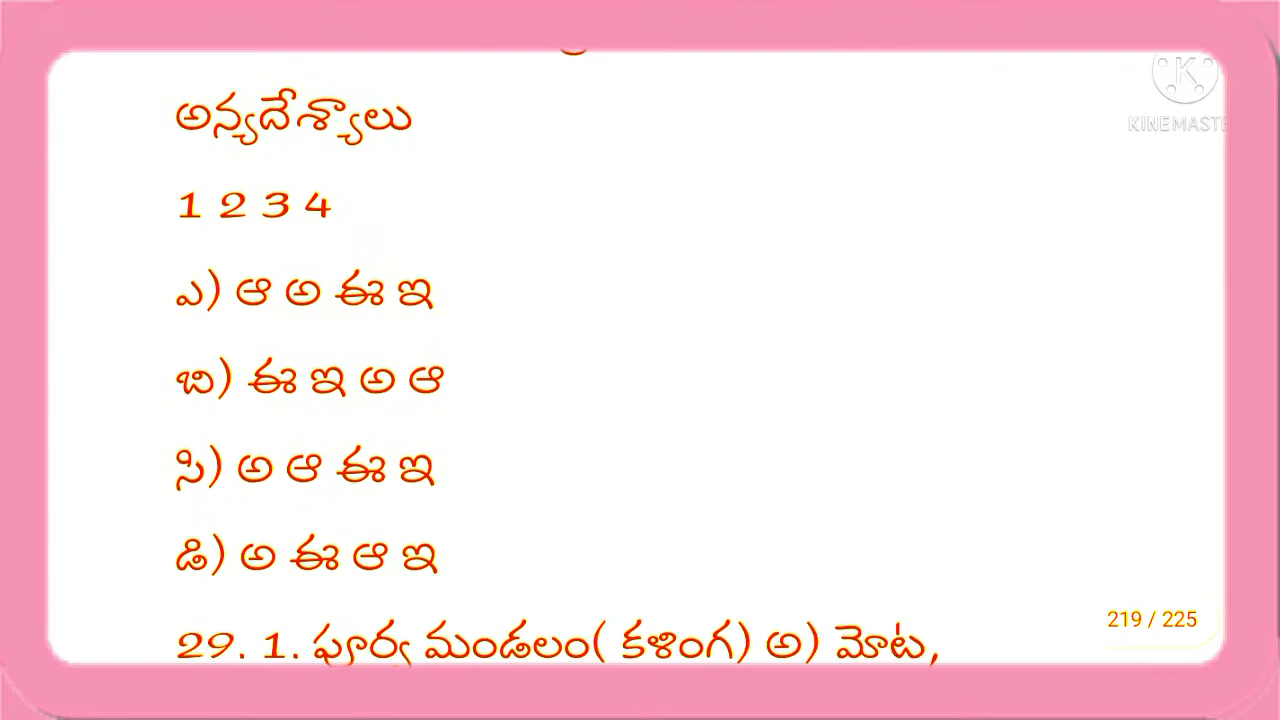 అన్యదేశ్యాలు
KINEMASTE
1 2 3 4
ఎ) ఆ అ ఈ ఇ
బి) ఈ ఇ అ ఆ
సి) అ ఆ ఈ ఇ
డి) అ ఈ ఆ ఇ
219 / 225
29. 1. పూర్వ మండలం( కళింగ) అ) మోట,